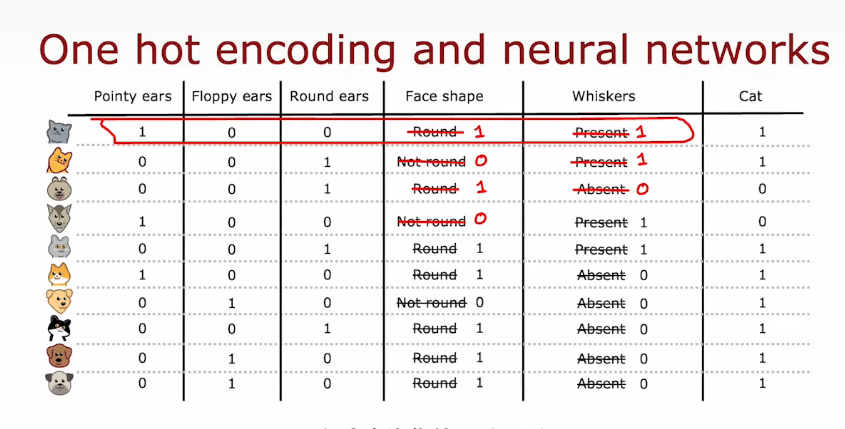 One hot encoding and neural networks
Pointy ears Floppy ears Round ears Face shape Whiskers Cat
1 0 0 Round 1 Present 1 1
0 0 1 Not round 0 Present 1 1
0 0 1 Round 1 Absent 0 0
1 0 0 Not round 0 Present 1 0
0 0 1 Round 1 Present 1 1
1 0 0 Round 1 Absent 0 1
0 1 0 Not round 0 Absent 0 1
0 0 1 Round 1 Absent 0 1
0 1 0 Round 1 Absent 0 1
0 1 0 Round 1 Absent 0 1